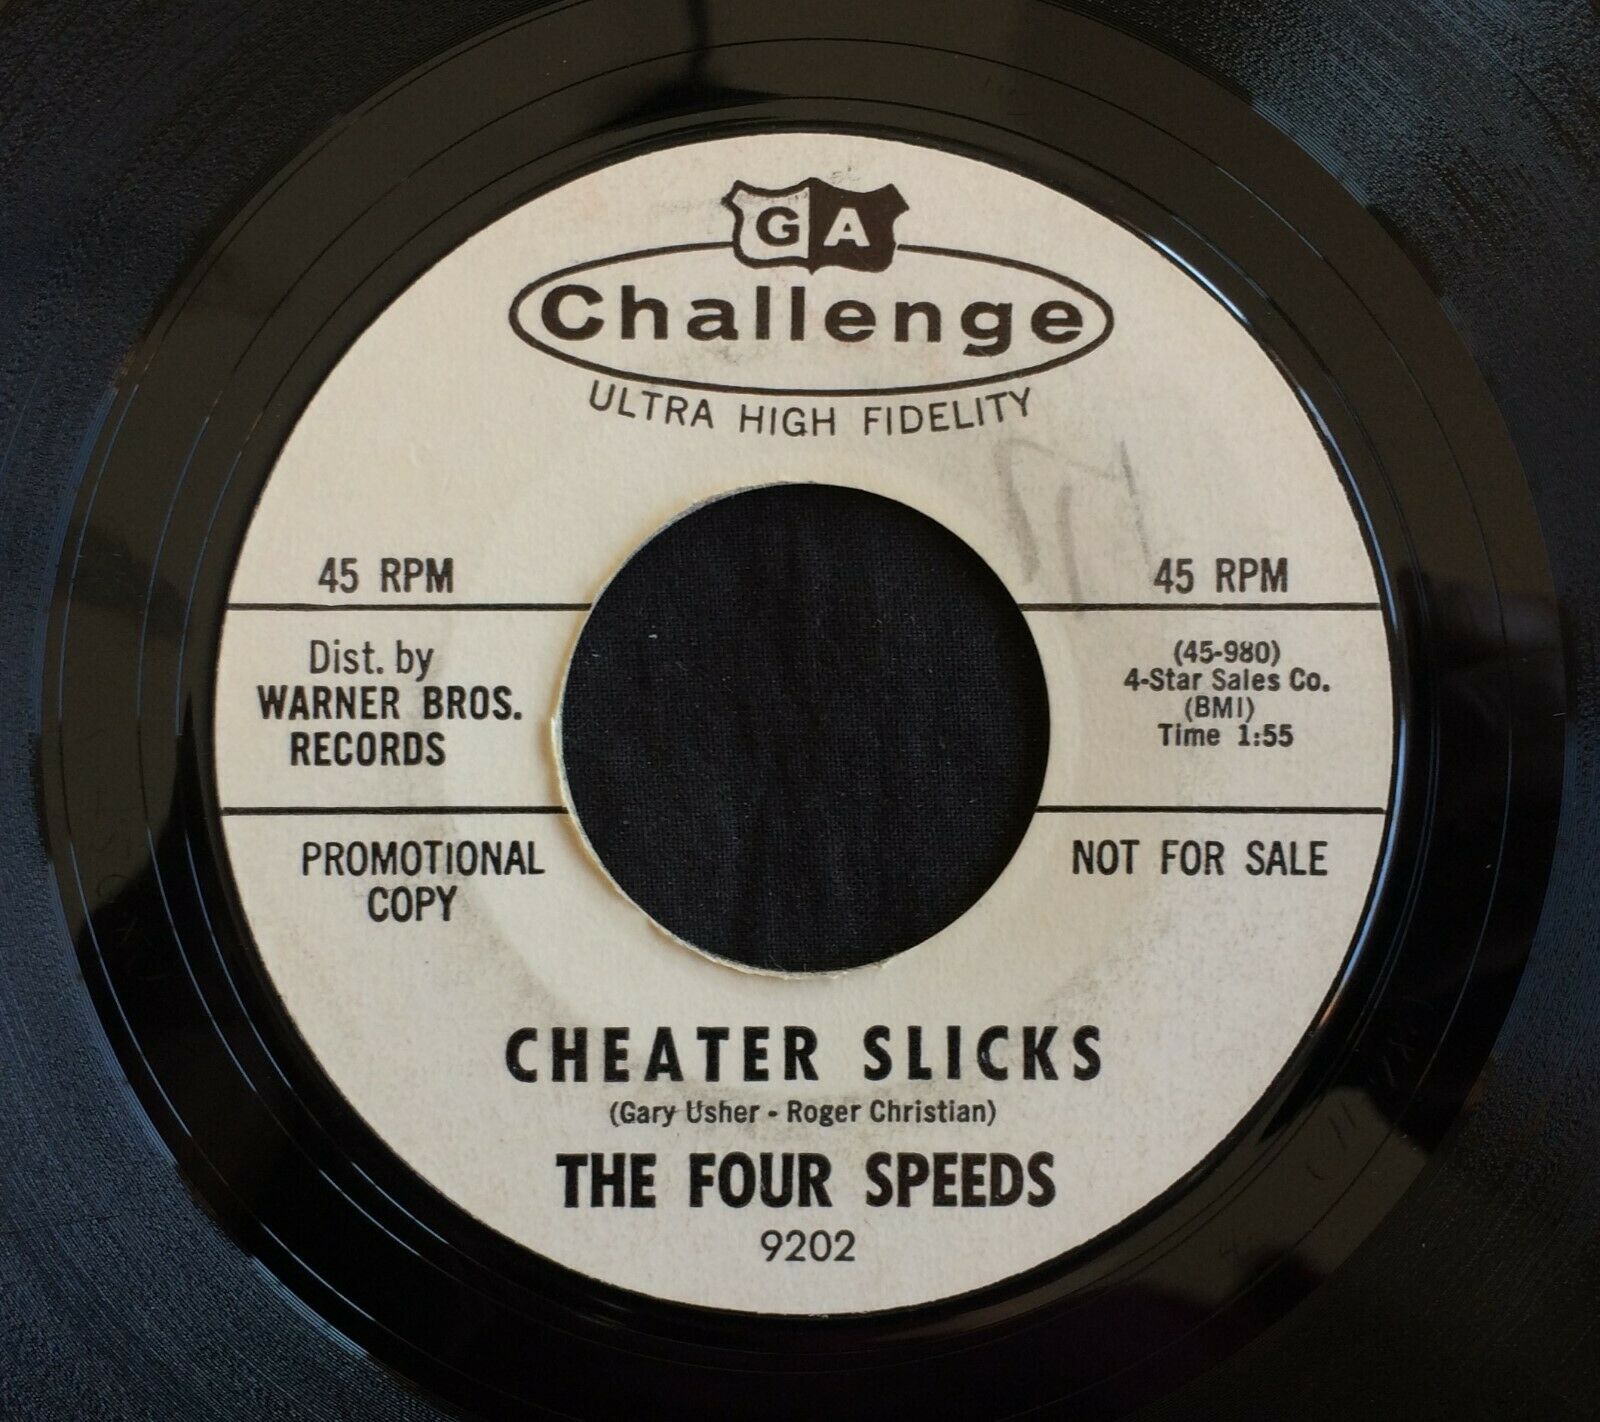 GA
Challenge
ULTRA HIGH FIDELITY
45 RPM
45 RPM
Dist. by
WARNER BROS.
RECORDS
(45-980)
4-Star Sales Co.
(BMI)
Time 1:55
PROMOTIONAL
COPY
NOT FOR SALE
CHEATER SLICKS
(Gary Usher - Roger Christian)
THE FOUR SPEEDS
9202